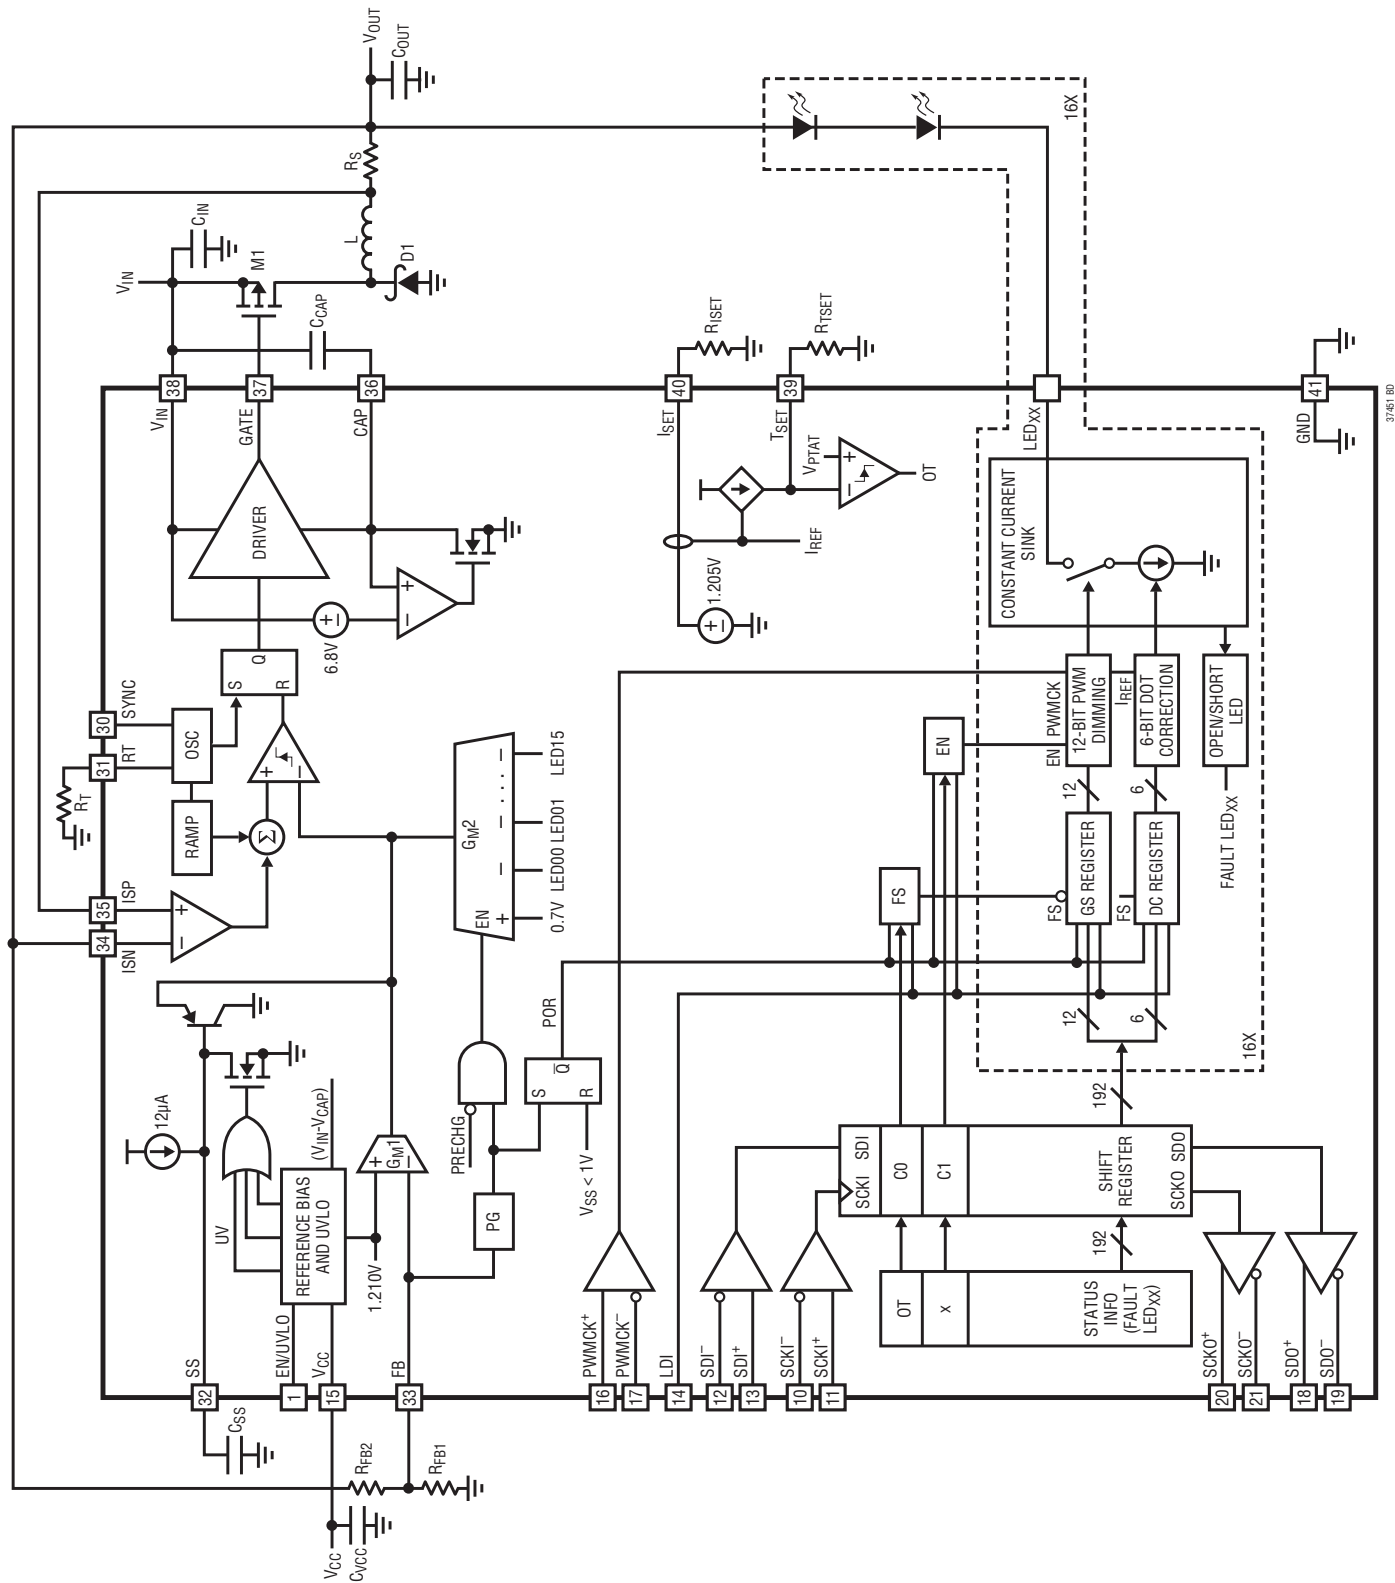 VCC
CVCC
RFB2
RFB1
CSS
32
SS
1
EN/UVLO
15
VCC
33
FB
12µA
UV
REFERENCE BIAS
AND UVLO
(VIN-VCAP)
1.210V
+
–
GM1
PG
PRECHG
S
Q̅
R
POR
VSS < 1V
34
ISN
35
ISP
–
+
RT
31
RT
30
SYNC
RAMP
OSC
Σ
+
–
S
Q
R
EN
GM2
+
–
–
. . . .
–
0.7V
LED00
LED01
LED15
6.8V
+
–
–
+
DRIVER
VIN
38
GATE
37
CAP
36
VIN
CIN
M1
CCAP
D1
L
RS
VOUT
COUT
1.205V
+
–
ISET
40
RISET
IREF
TSET
39
RTSET
VPTAT
+
–
OT
16
PWMCK+
17
PWMCK–
14
LDI
12
SDI–
13
SDI+
10
SCKI–
11
SCKI+
20
SCKO+
21
SCKO–
18
SDO+
19
SDO–
OT
x
STATUS
INFO
(FAULT
LEDXX)
192
SCKI
SDI
C0
C1
SHIFT
REGISTER
SCKO
SDO
192
16X
12
6
FS
EN
FS
GS REGISTER
FS
DC REGISTER
12
6
EN
PWMCK
12-BIT PWM
DIMMING
IREF
6-BIT DOT
CORRECTION
OPEN/SHORT
LED
FAULT LEDXX
CONSTANT CURRENT
SINK
LEDXX
16X
GND
41
37451 BD